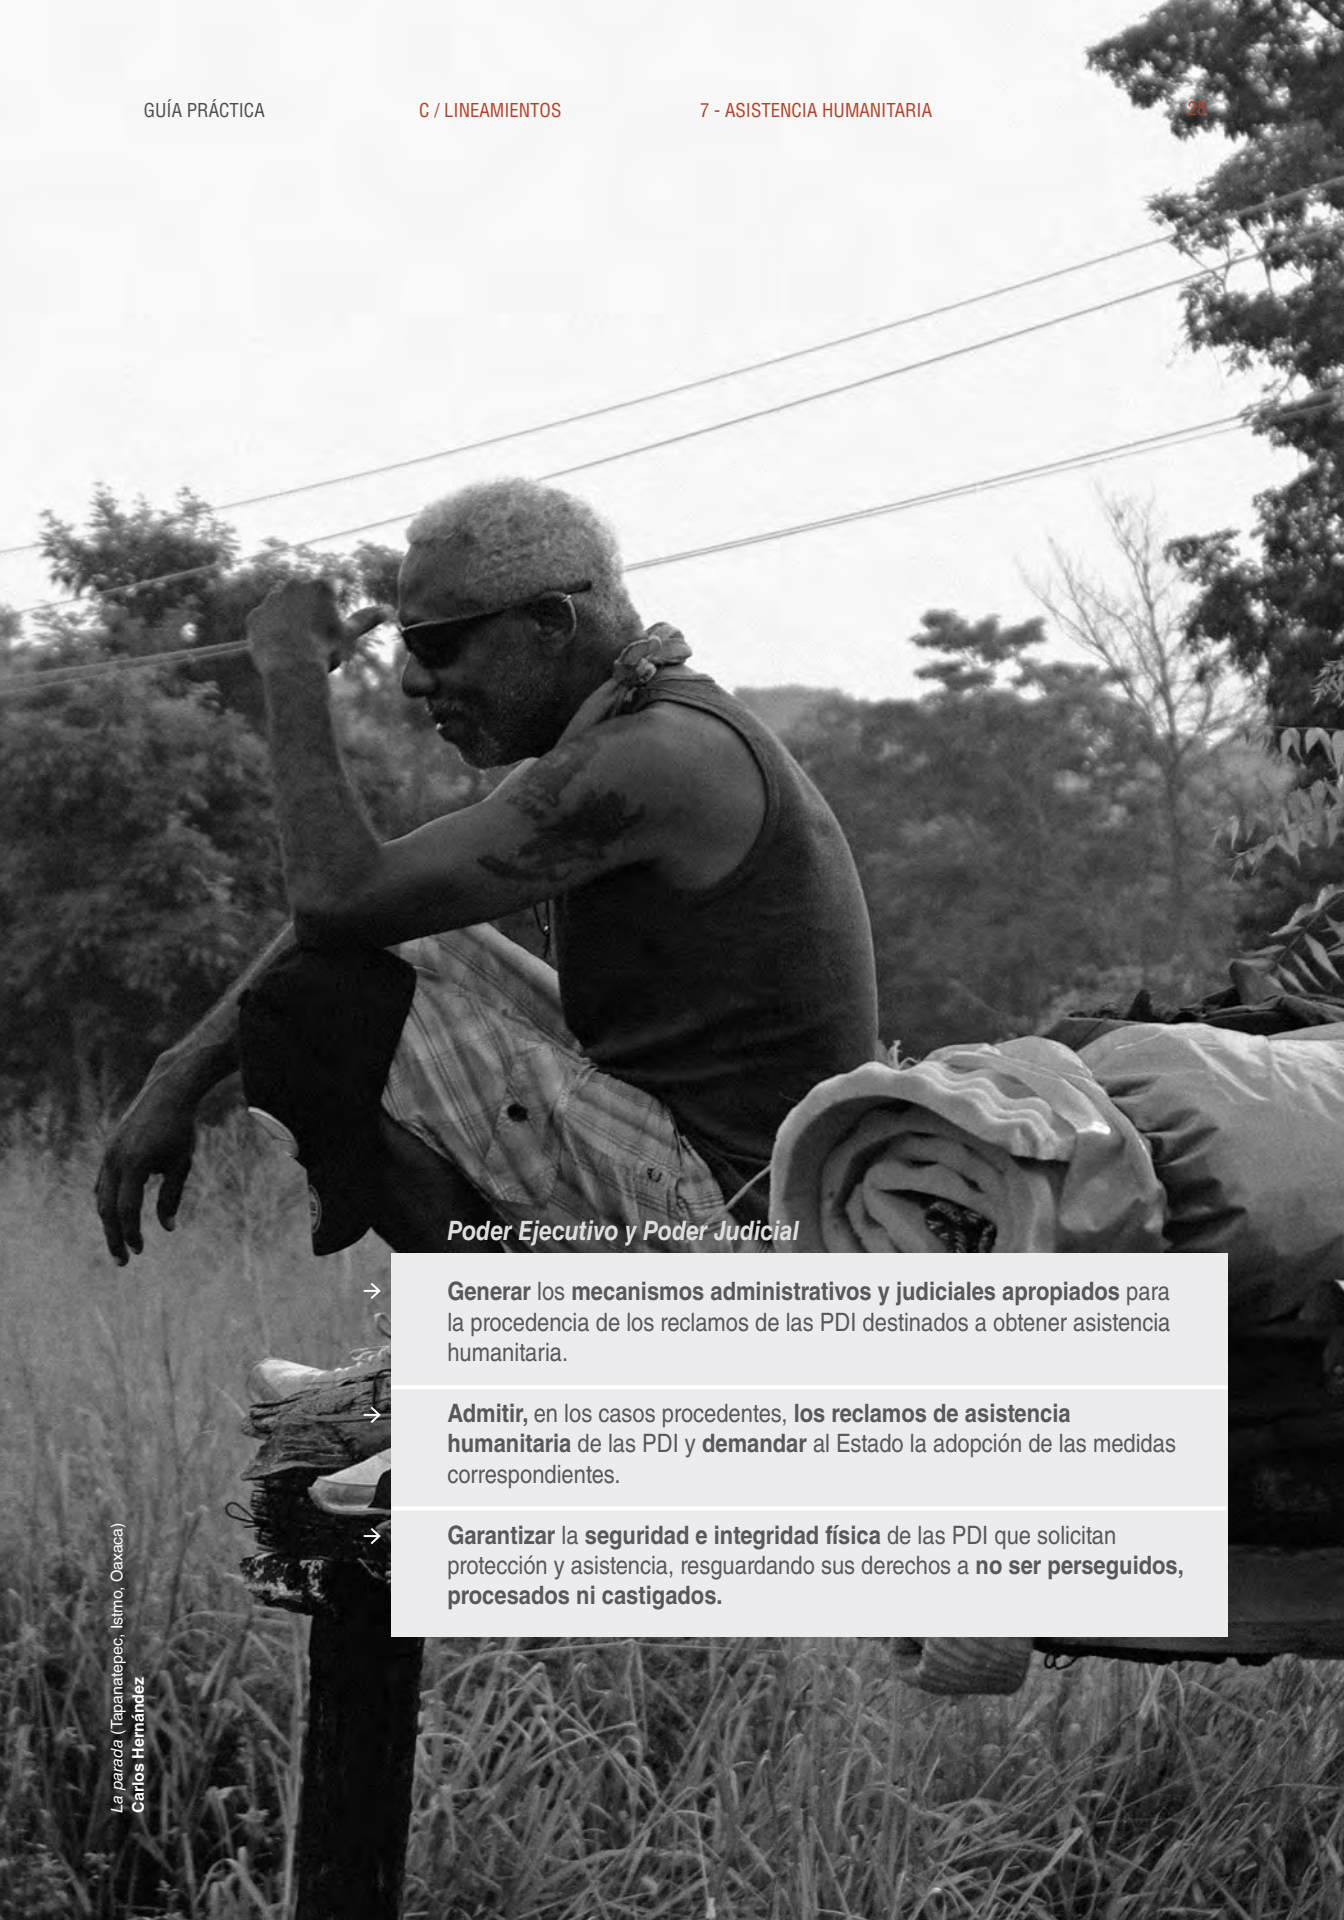 GUÍA PRÁCTICA
C / LINEAMIENTOS
7 - ASISTENCIA HUMANITARIA
Poder Ejecutivo y Poder Judicial
→ Generar los mecanismos administrativos y judiciales apropiados para
la procedencia de los reclamos de las PDI destinados a obtener asistencia
humanitaria.
→ Admitir, en los casos procedentes, los reclamos de asistencia
humanitaria de las PDI y demandar al Estado la adopción de las medidas
correspondientes.
→ Garantizar la seguridad e integridad física de las PDI que solicitan
protección y asistencia, resguardando sus derechos a no ser perseguidos,
procesados ni castigados.
La parada (Tapanatepec, Istmo, Oaxaca)
Carlos Hernández